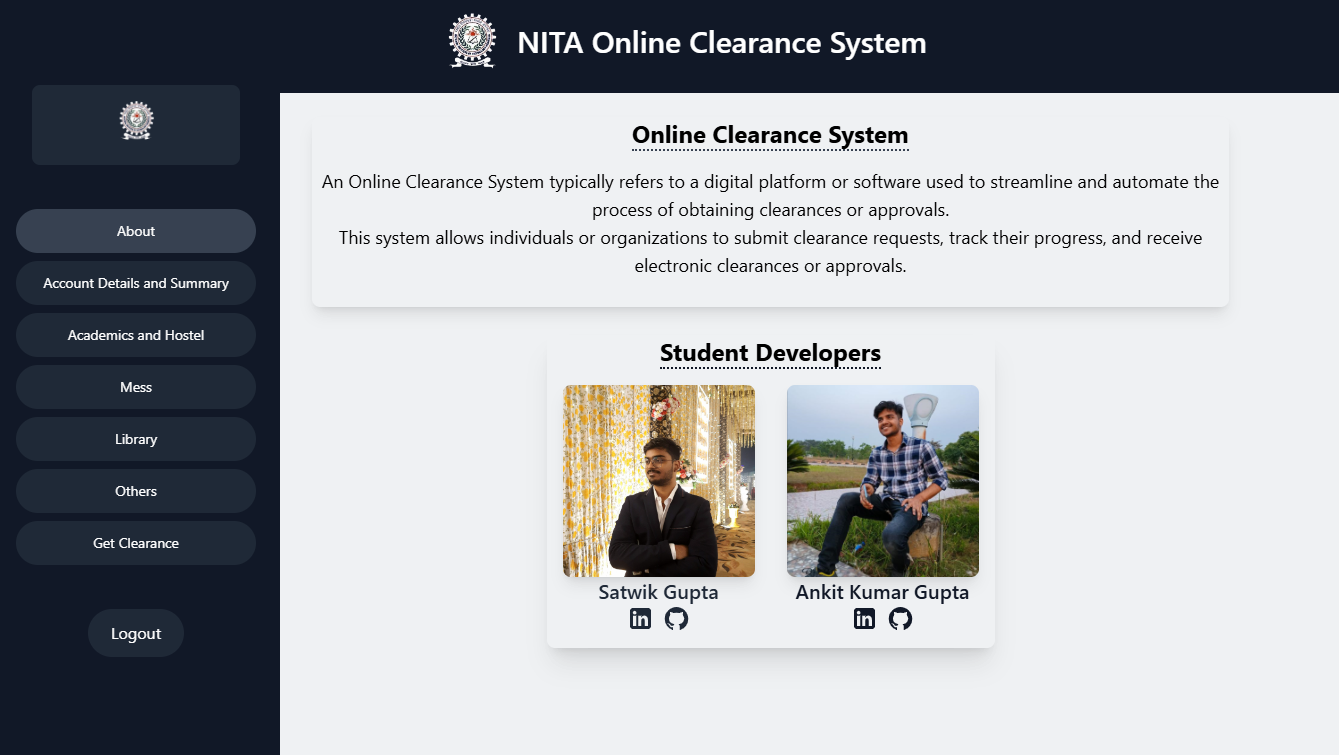 NITA Online Clearance System
About
Account Details and Summary
Academics and Hostel
Mess
Library
Others
Get Clearance
Logout
Online Clearance System
An Online Clearance System typically refers to a digital platform or software used to streamline and automate the
process of obtaining clearances or approvals.
This system allows individuals or organizations to submit clearance requests, track their progress, and receive
electronic clearances or approvals.
Student Developers
Satwik Gupta
Ankit Kumar Gupta